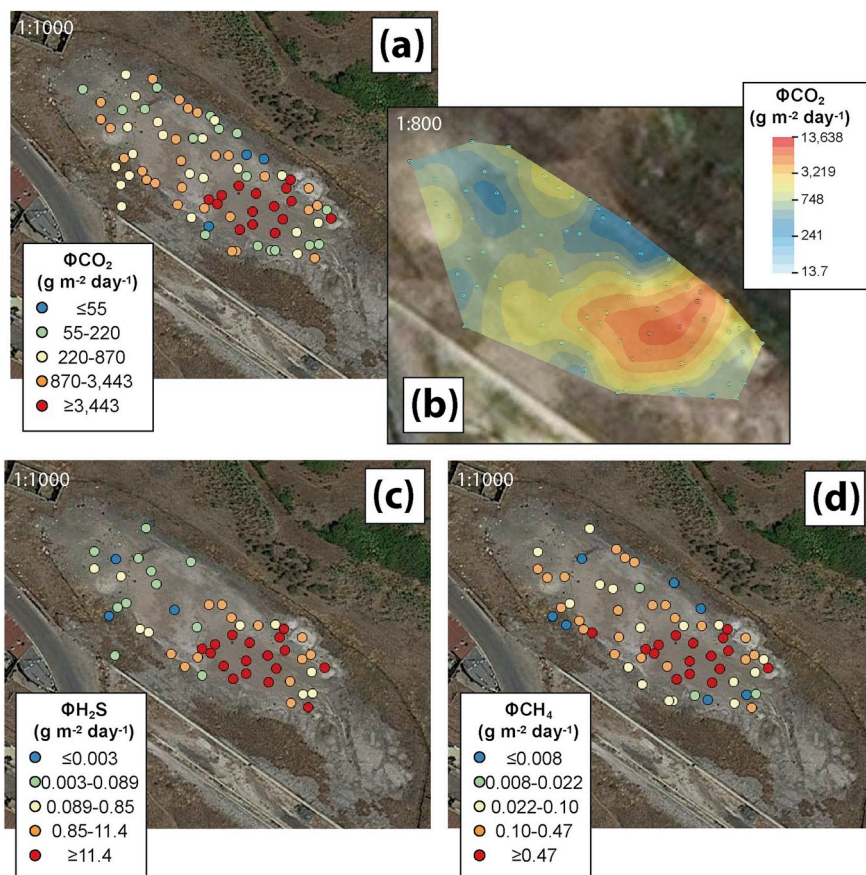 1:1000
(a)
ΦCO₂
(g m⁻² day⁻¹)
≤55
55-220
220-870
870-3,443
≥3,443
1:800
(b)
ΦCO₂
(g m⁻² day⁻¹)
13,638
3,219
748
241
13.7
1:1000
(c)
ΦH₂S
(g m⁻² day⁻¹)
≤0.003
0.003-0.089
0.089-0.85
0.85-11.4
≥11.4
1:1000
(d)
ΦCH₄
(g m⁻² day⁻¹)
≤0.008
0.008-0.022
0.022-0.10
0.10-0.47
≥0.47